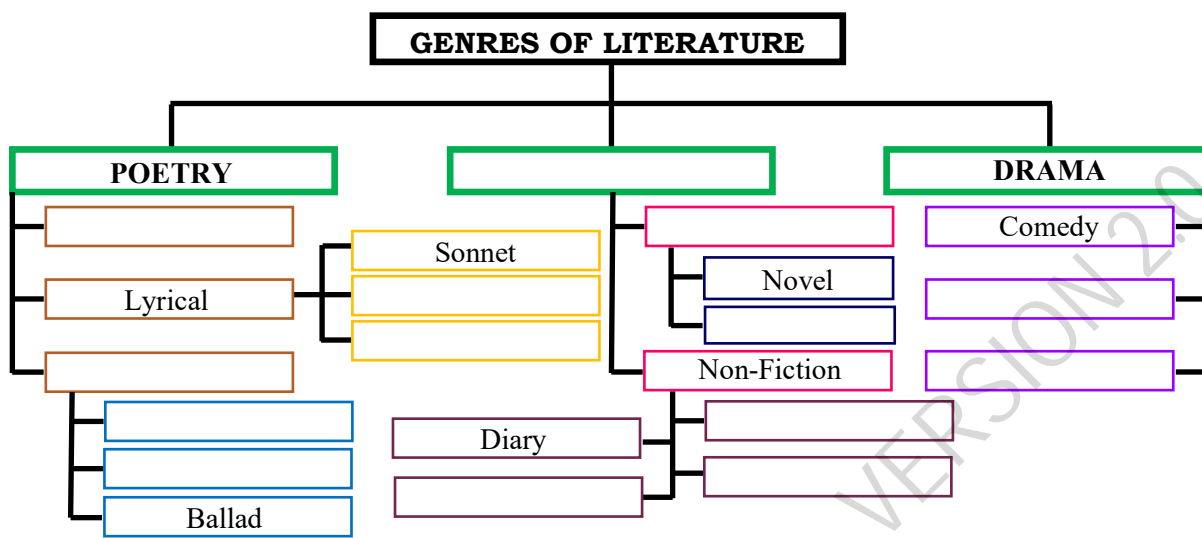 GENRES OF LITERATURE
POETRY
DRAMA
Comedy
Sonnet
Lyrical
Novel
Non-Fiction
Diary
Ballad
VERSION 2.0